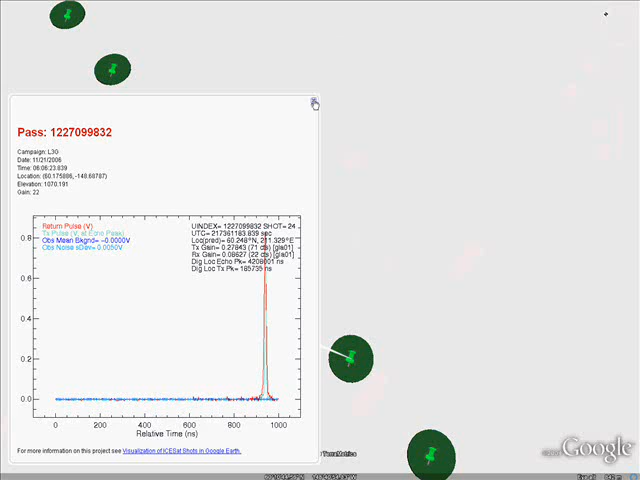 Pass: 1227099832
Campaign: L3G
Date: 11/21/2006
Time: 06:06:23.839
Location: (60.175886, -148.68787)
Elevation: 1070.191
Gain: 22
Return Pulse (V)
Tx Pulse (V, at Echo Peak)
Obs Mean Bkgnd= -0.0000V
Obs Noise sDev= 0.0050V
UINDEX= 1227099832 SHOT= 24
UTC= 217361183.839 sec
Loc(pred)= 60.248°N, 211.329°E
Tx Gain= 0.27843 (71 cts) [gla01]
Rx Gain= 0.08627 (22 cts) [gla01]
Dig Loc Echo Pk= 4208001 ns
Dig Loc Tx Pk= 185735 ns
0.8
0.6
0.4
0.2
0.0
0 200 400 600 800 1000
Relative Time (ns)
For more information on this project see Visualization of ICESat Shots in Google Earth.
TerraMetrics
Google
Eye alt